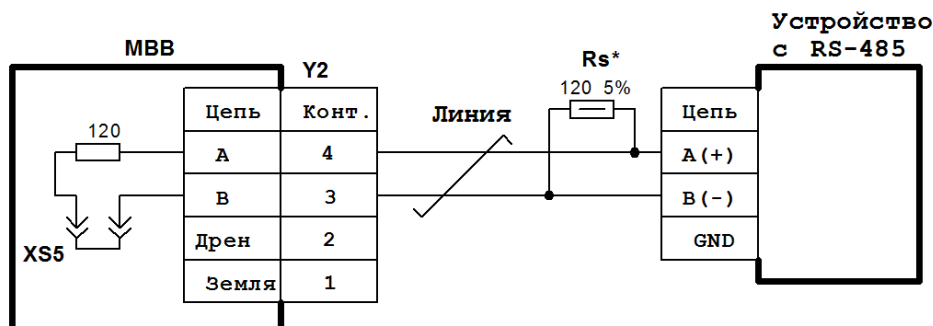 Устройство
с RS-485
МВВ
Y2
Rs*
120 5%
Цепь Конт.
Линия
Цепь
120
A 4
A(+)
B 3
B(-)
XS5
Дрен 2
GND
Земля 1